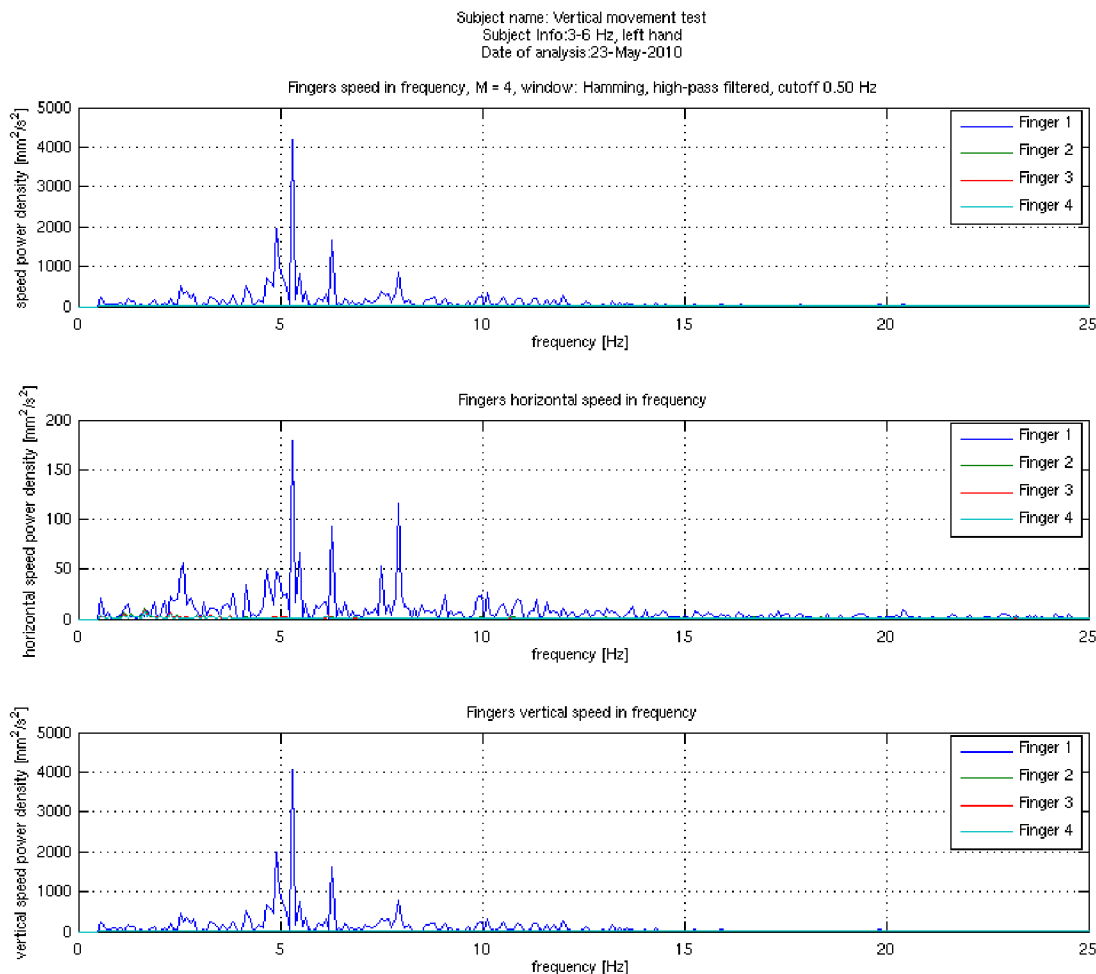 Subject name: Vertical movement test
Subject Info:3-6 Hz, left hand
Date of analysis:23-May-2010
Fingers speed in frequency, M = 4, window: Hamming, high-pass filtered, cutoff 0.50 Hz
speed power density [mm²/s²]
5000
4000
3000
2000
1000
0
0 5 10 15 20 25
frequency [Hz]
Finger 1
Finger 2
Finger 3
Finger 4
Fingers horizontal speed in frequency
horizontal speed power density [mm²/s²]
200
150
100
50
0
0 5 10 15 20 25
frequency [Hz]
Finger 1
Finger 2
Finger 3
Finger 4
Fingers vertical speed in frequency
vertical speed power density [mm²/s²]
5000
4000
3000
2000
1000
0
0 5 10 15 20 25
frequency [Hz]
Finger 1
Finger 2
Finger 3
Finger 4